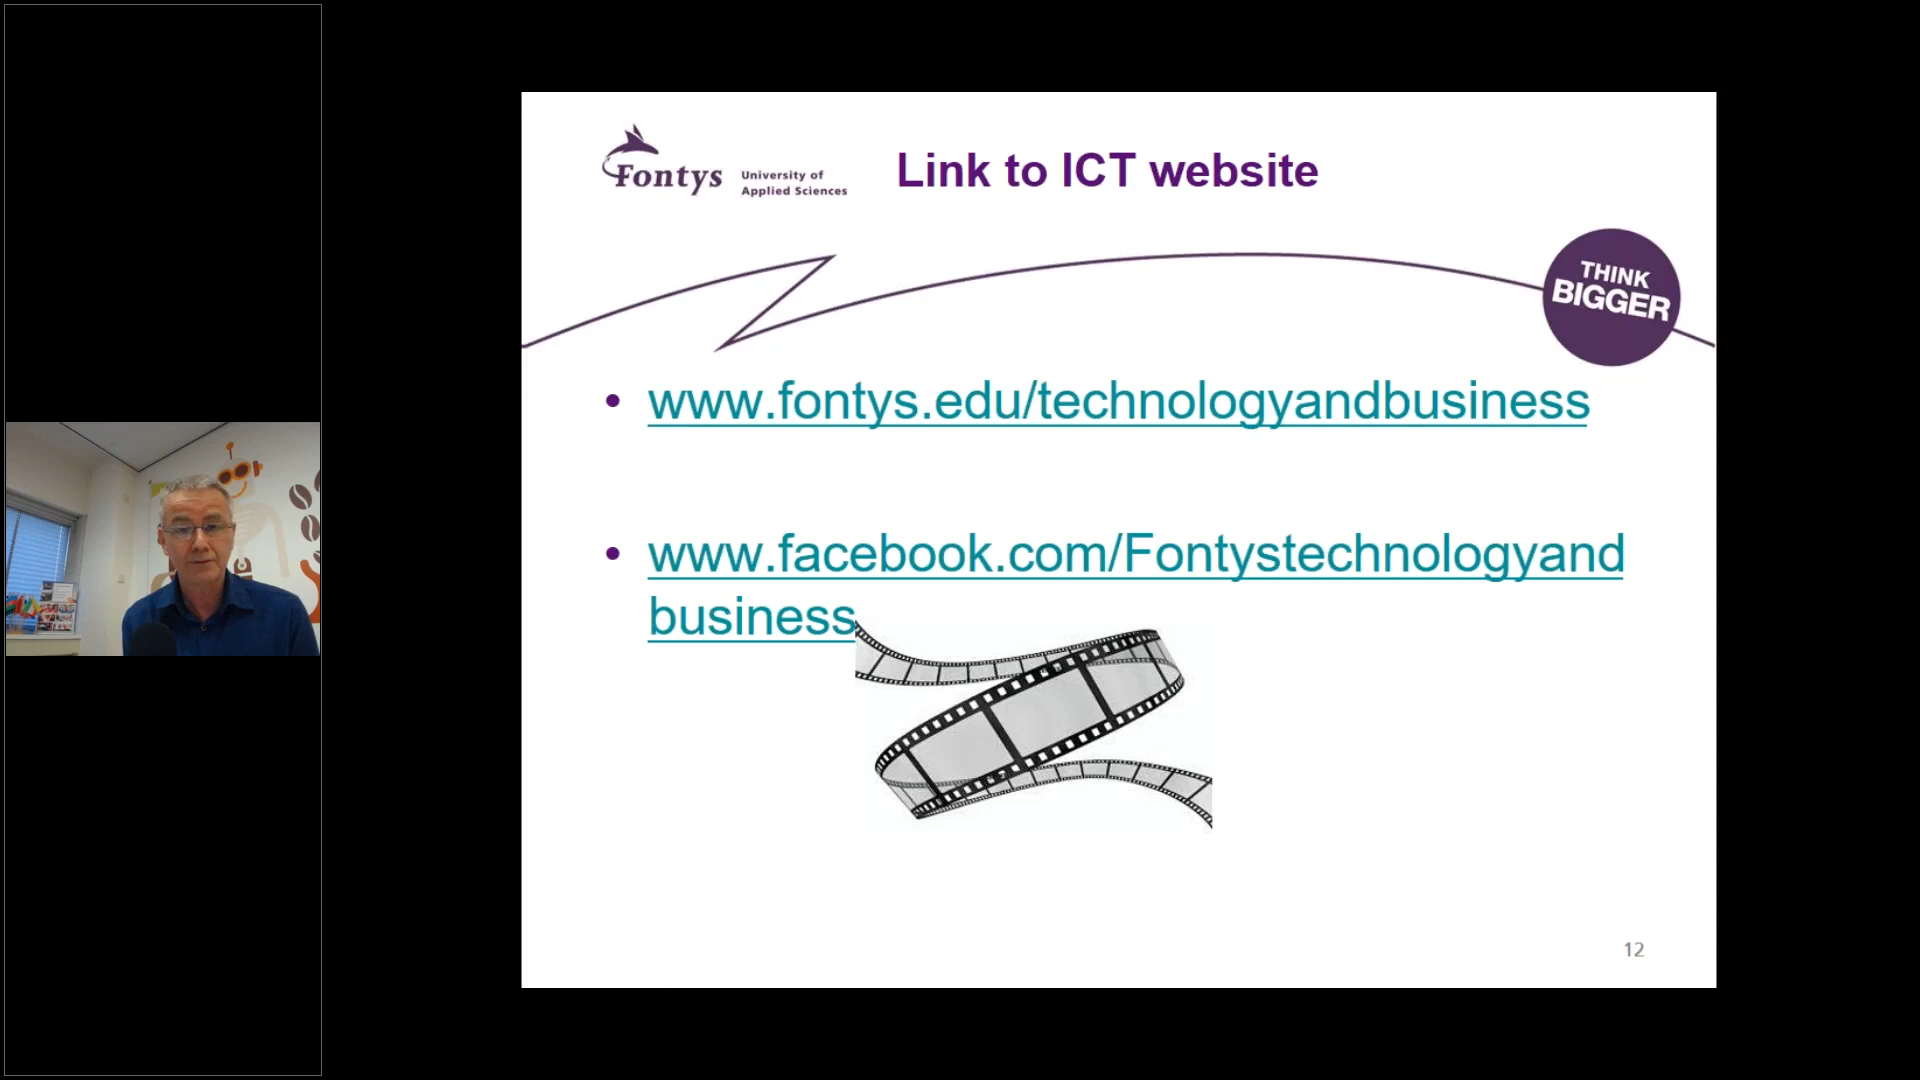 Fontys
University of
Applied Sciences
Link to ICT website
THINK
BIGGER
• www.fontys.edu/technologyandbusiness
• www.facebook.com/Fontystechnologyand
business
12